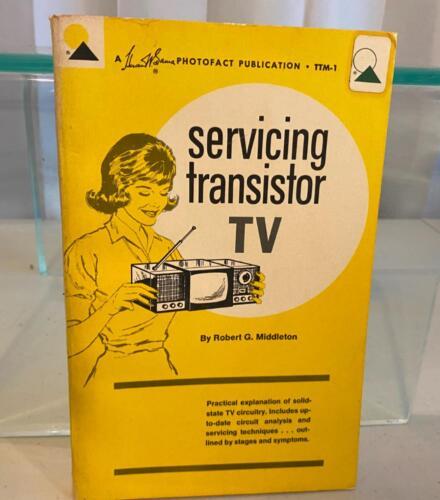 A Howard W. Sams PHOTOFACT PUBLICATION • TTM-1
®
servicing
transistor
TV
By Robert G. Middleton
Practical explanation of solid-
state TV circuitry. Includes up-
to-date circuit analysis and
servicing techniques . . . out-
lined by stages and symptoms.